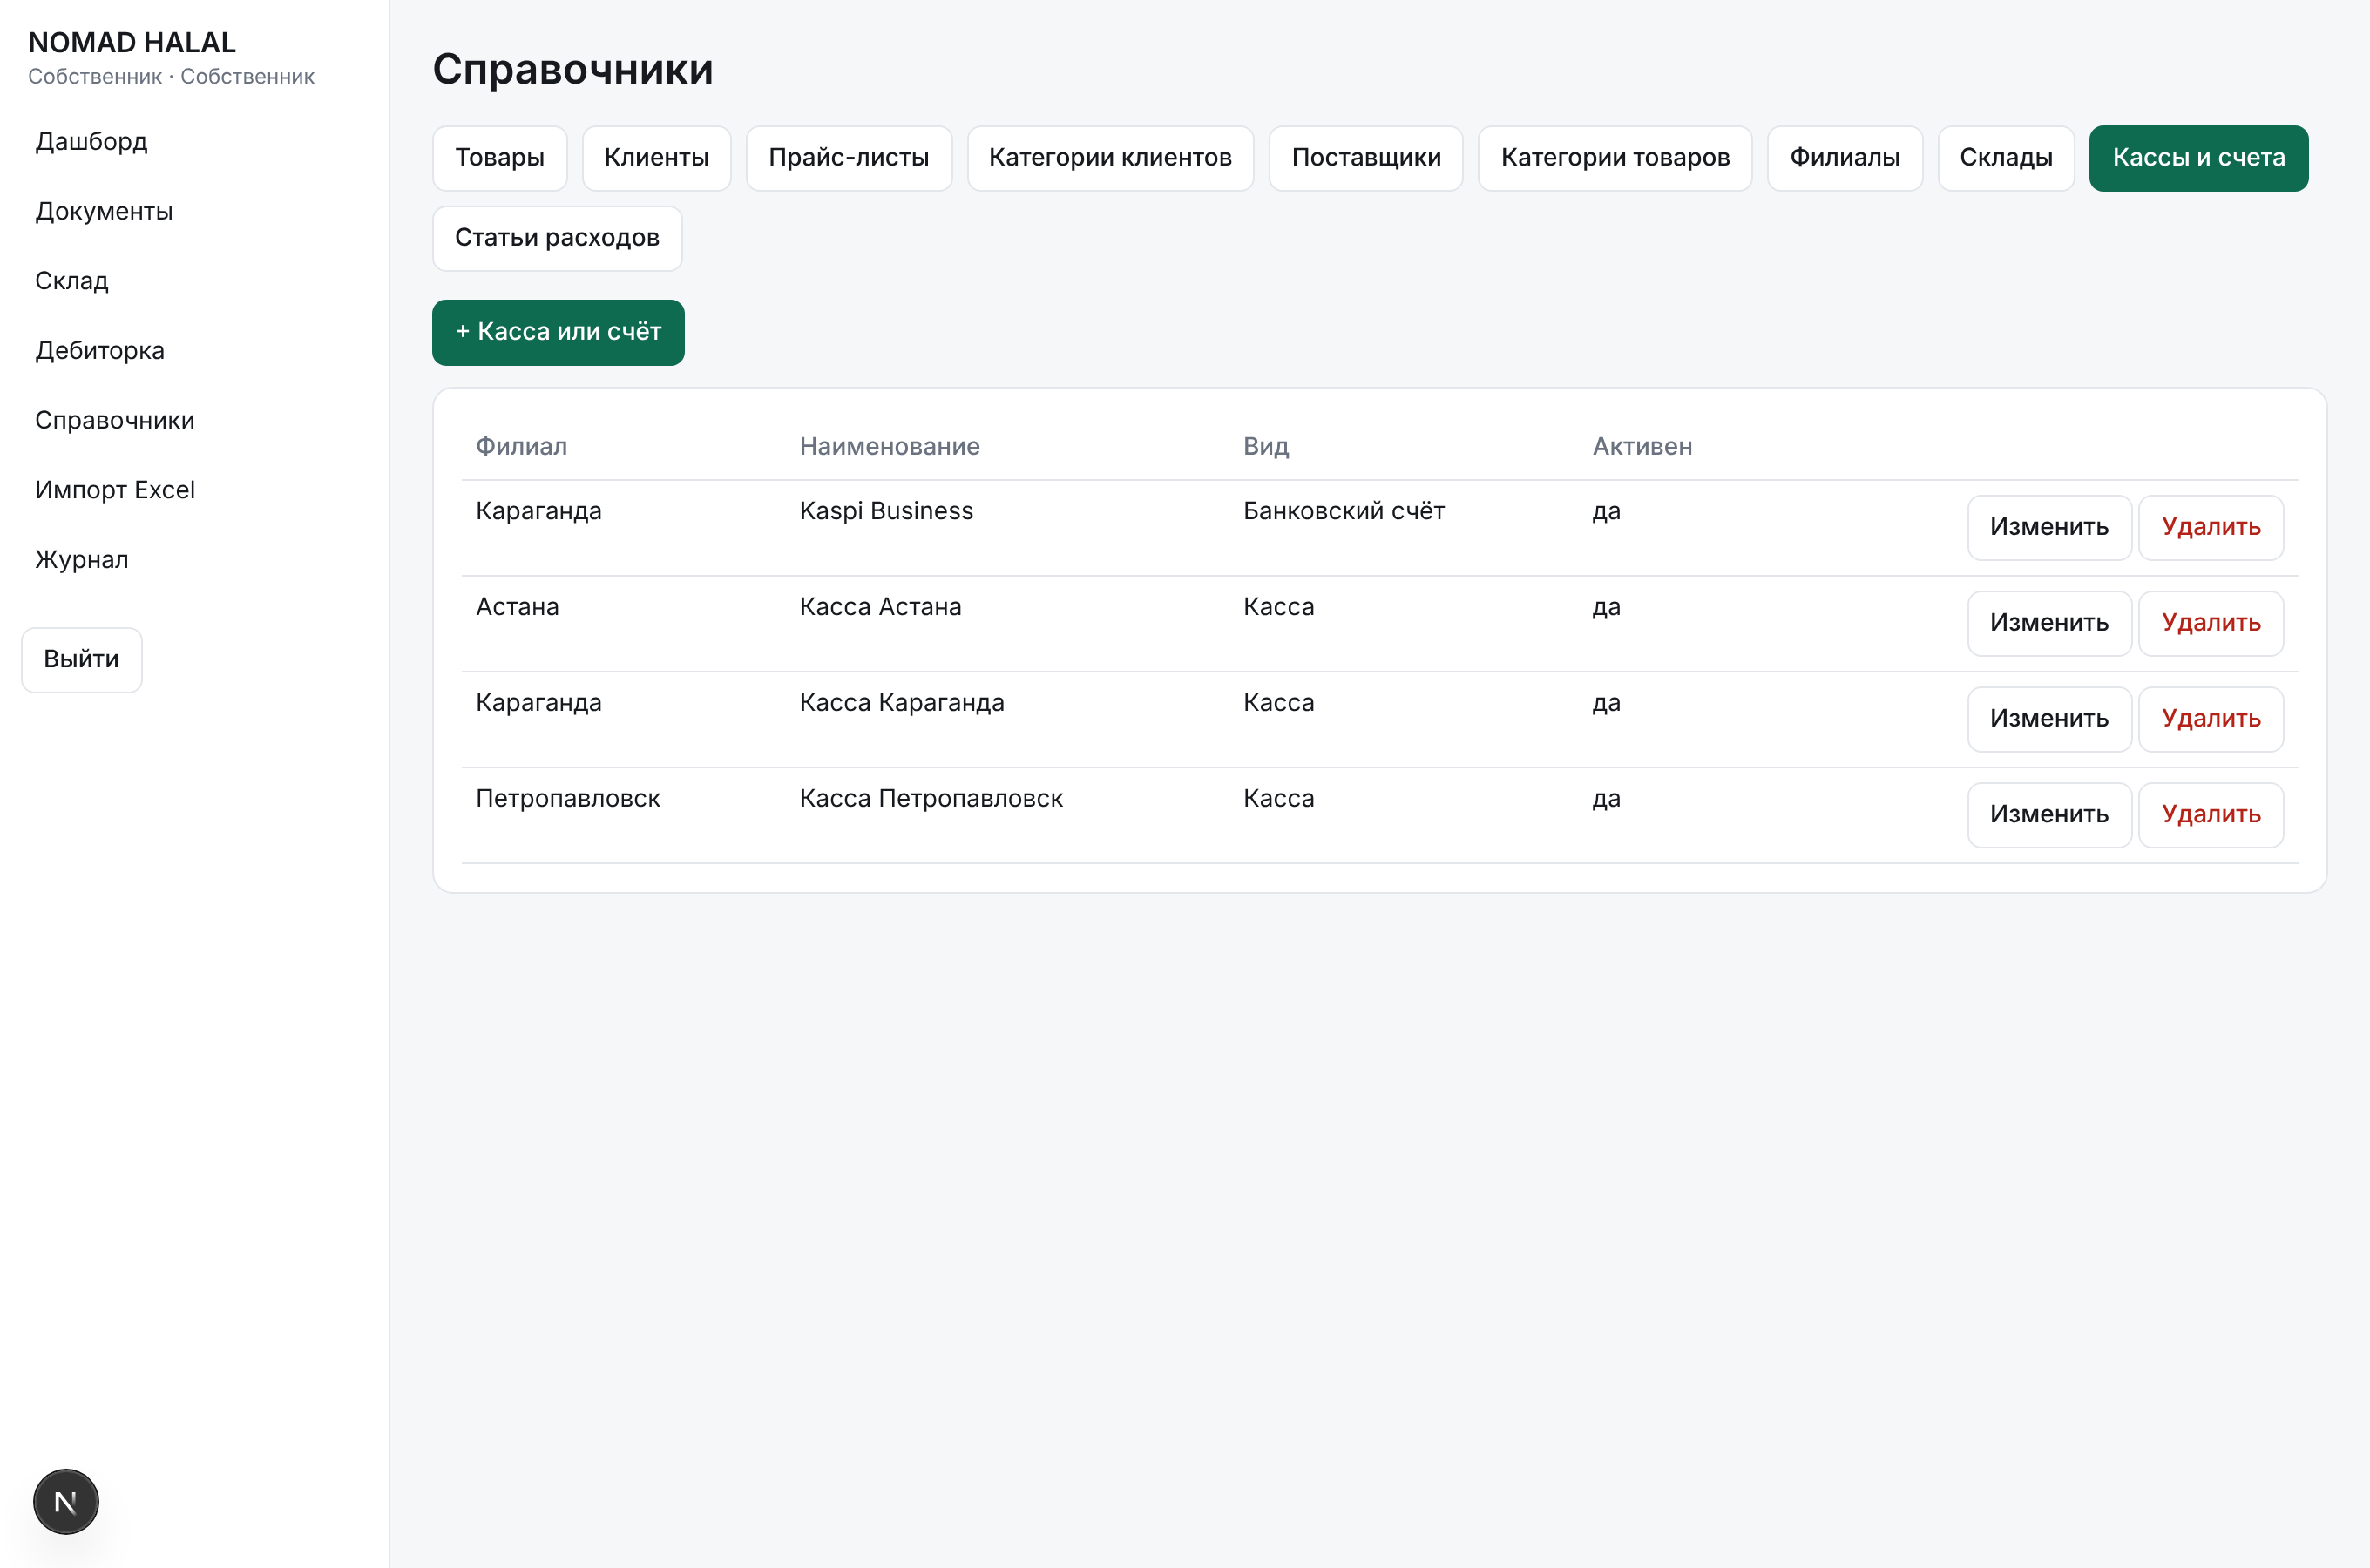 NOMAD HALAL
Собственник · Собственник
Дашборд
Документы
Склад
Дебиторка
Справочники
Импорт Excel
Журнал
Выйти
N
Справочники
Товары Клиенты Прайс-листы Категории клиентов Поставщики Категории товаров Филиалы Склады Кассы и счета
Статьи расходов
+ Касса или счёт
Филиал Наименование Вид Активен
Караганда Kaspi Business Банковский счёт да Изменить Удалить
Астана Касса Астана Касса да Изменить Удалить
Караганда Касса Караганда Касса да Изменить Удалить
Петропавловск Касса Петропавловск Касса да Изменить Удалить